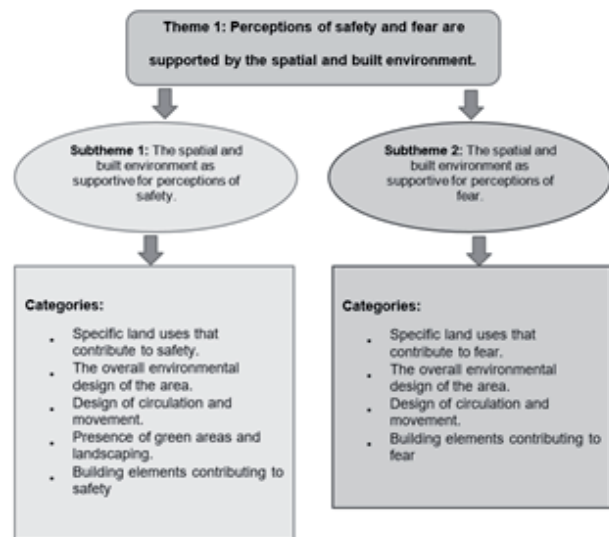 Theme 1: Perceptions of safety and fear are
supported by the spatial and built environment.
Subtheme 1: The spatial and
built environment as
supportive for perceptions of
safety.
Subtheme 2: The spatial and
built environment as
supportive for perceptions of
fear.
Categories:
• Specific land uses that
contribute to safety.
• The overall environmental
design of the area.
• Design of circulation and
movement.
• Presence of green areas and
landscaping.
• Building elements contributing to
safety
Categories:
• Specific land uses that
contribute to fear.
• The overall environmental
design of the area.
• Design of circulation and
movement.
• Building elements contributing to
fear